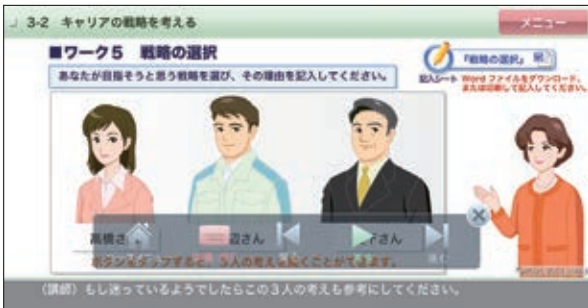 3-2 キャリアの戦略を考える
メニュー
■ワーク5 戦略の選択
あなたが目指そうと思う戦略を選び、その理由を記入してください。
「戦略の選択」
記入シート Word ファイルをダウンロード、
または印刷して記入してください。
高橋さ
辺さん
下さん
ボタンをタップすると、3人の考えを聞くことができます。
(講師)もし迷っているようでしたらこの3人の考えも参考にしてください。